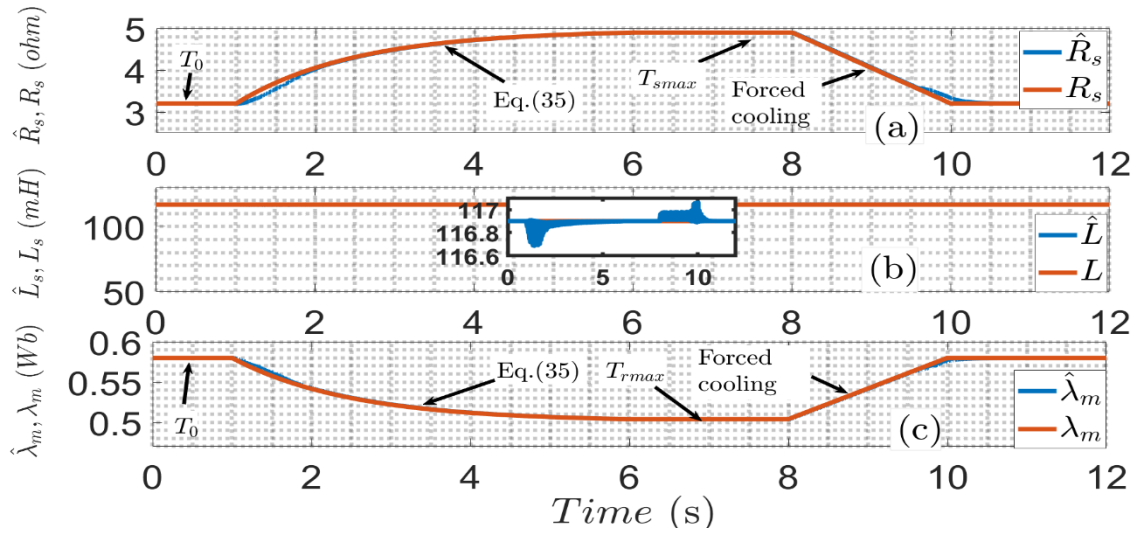 R̂s, Rs (ohm)
5
4
3
T0
Eq.(35)
Tsmax
Forced
cooling
(a)
R̂s
Rs
0 2 4 6 8 10 12
L̂s, Ls (mH)
100
50
117
116.8
116.6
0 5 10
(b)
L̂
L
0 2 4 6 8 10 12
λ̂m, λm (Wb)
0.6
0.55
0.5
T0
Eq.(35)
Trmax
Forced
cooling
(c)
λ̂m
λm
0 2 4 6 8 10 12
Time (s)